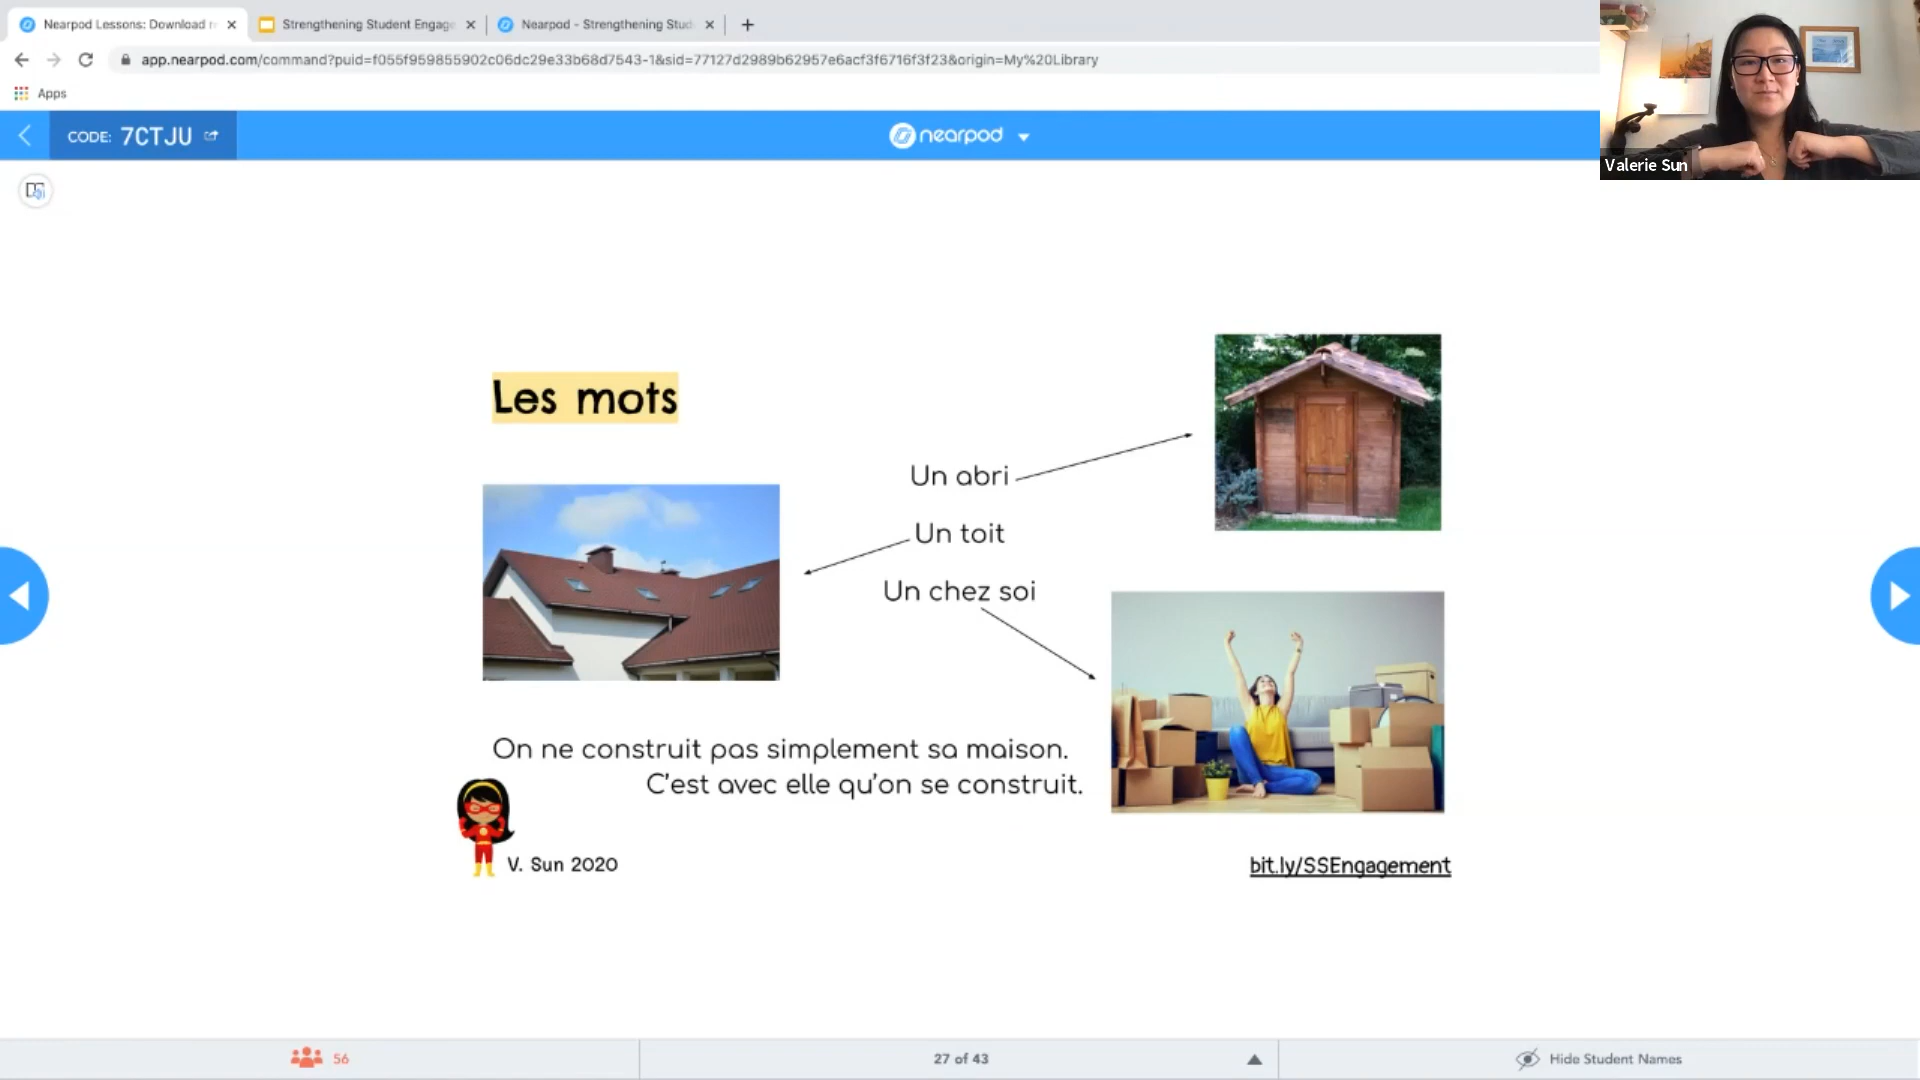 Nearpod Lessons: Download
Strengthening Student Engage
Nearpod - Strengthening Stud
app.nearpod.com/command?puid=f055f959855902c06dc29e33b68d7543-1&sid=77127d2989b62957e6acf3f6716f3f23&origin=My%20Library
Apps
CODE: 7CTJU
nearpod
Valerie Sun
Les mots
Un abri
Un toit
Un chez soi
On ne construit pas simplement sa maison.
C'est avec elle qu'on se construit.
V. Sun 2020
bit.ly/SSEngagement
56
27 of 43
Hide Student Names